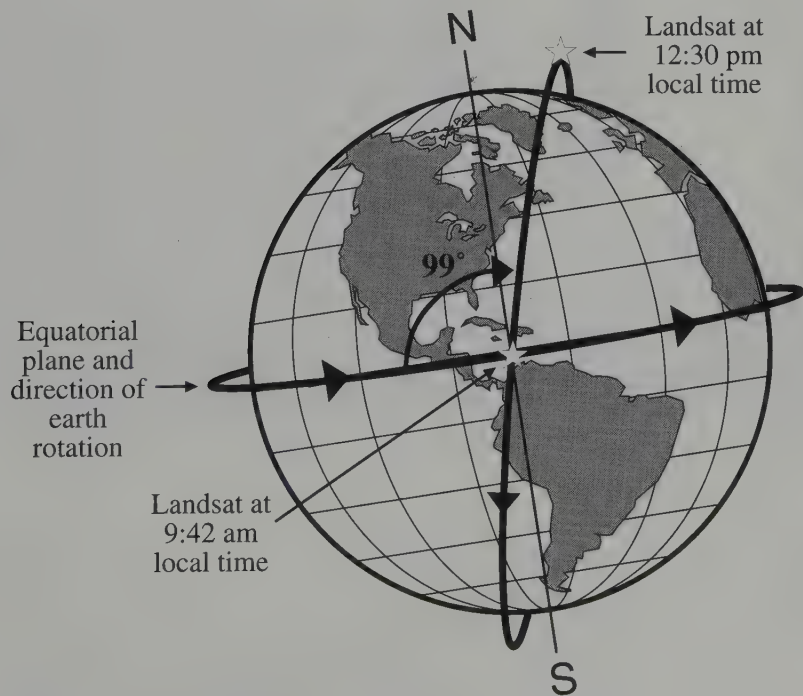 N
Landsat at
12:30 pm
local time
99°
Equatorial
plane and
direction of
earth
rotation
Landsat at
9:42 am
local time
S